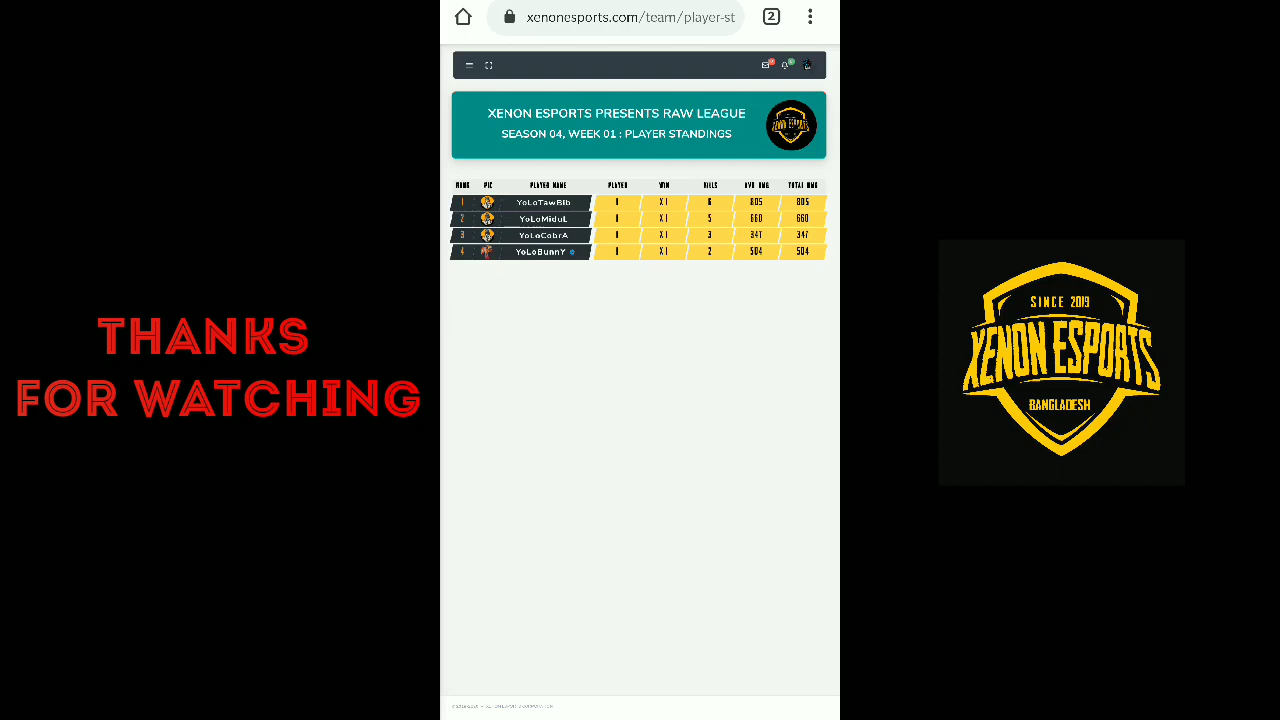 xenonesports.com/team/player-st
2
XENON ESPORTS PRESENTS RAW LEAGUE
SEASON 04, WEEK 01 : PLAYER STANDINGS
RANK PIC PLAYER NAME PLAYED WIN KILLS AVG DMG TOTAL DMG
1 YoLoTawBib 1 X1 6 805 805
2 YoLoMiduL 1 X1 5 660 660
3 YoLoCobrA 1 X1 3 347 347
4 YoLoBunnY 1 X1 2 504 504
THANKS
FOR WATCHING
SINCE 2019
XENON ESPORTS
BANGLADESH